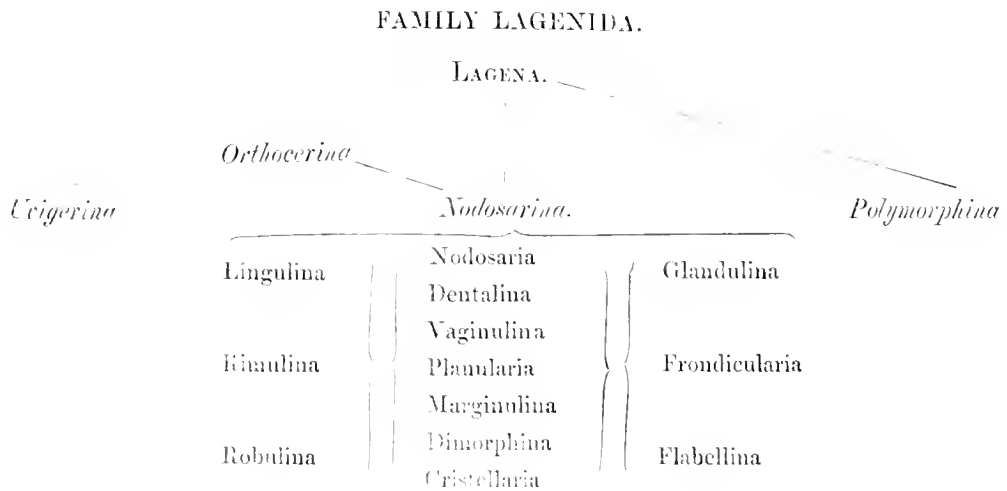 FAMILY LAGENIDA.
LAGENA.
Orthocerina
Uvigerina Nodosarina. Polymorphina
Lingulina Nodosaria Glandulina
Dentalina
Vaginulina
Rimulina Planularia Frondicularia
Marginulina
Dimorphina
Robulina Cristellaria Flabellina